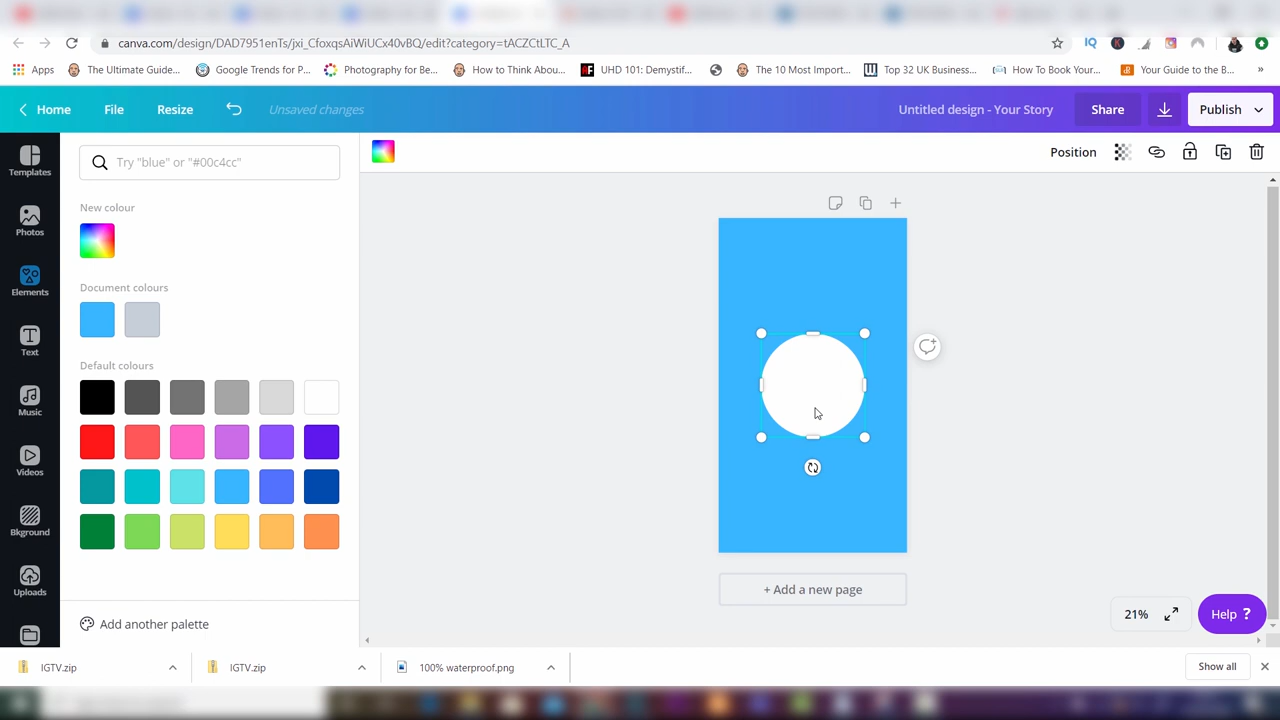 canva.com/design/DAD7951enTs/jxi_CfoxqsAiWiUCx40vBQ/edit?category=tACZCtLTC_A
IQ
K
Apps
The Ultimate Guide...
Google Trends for P...
Photography for Be...
How to Think Abou...
UHD 101: Demystif...
The 10 Most Import...
Top 32 UK Business...
How To Book Your...
Your Guide to the B...
»
Home
File
Resize
Unsaved changes
Untitled design - Your Story
Share
Publish
Templates
Photos
Elements
Text
Music
Videos
Bkground
Uploads
Try "blue" or "#00c4cc"
New colour
Document colours
Default colours
Add another palette
Position
+ Add a new page
21%
Help ?
IGTV.zip
IGTV.zip
100% waterproof.png
Show all